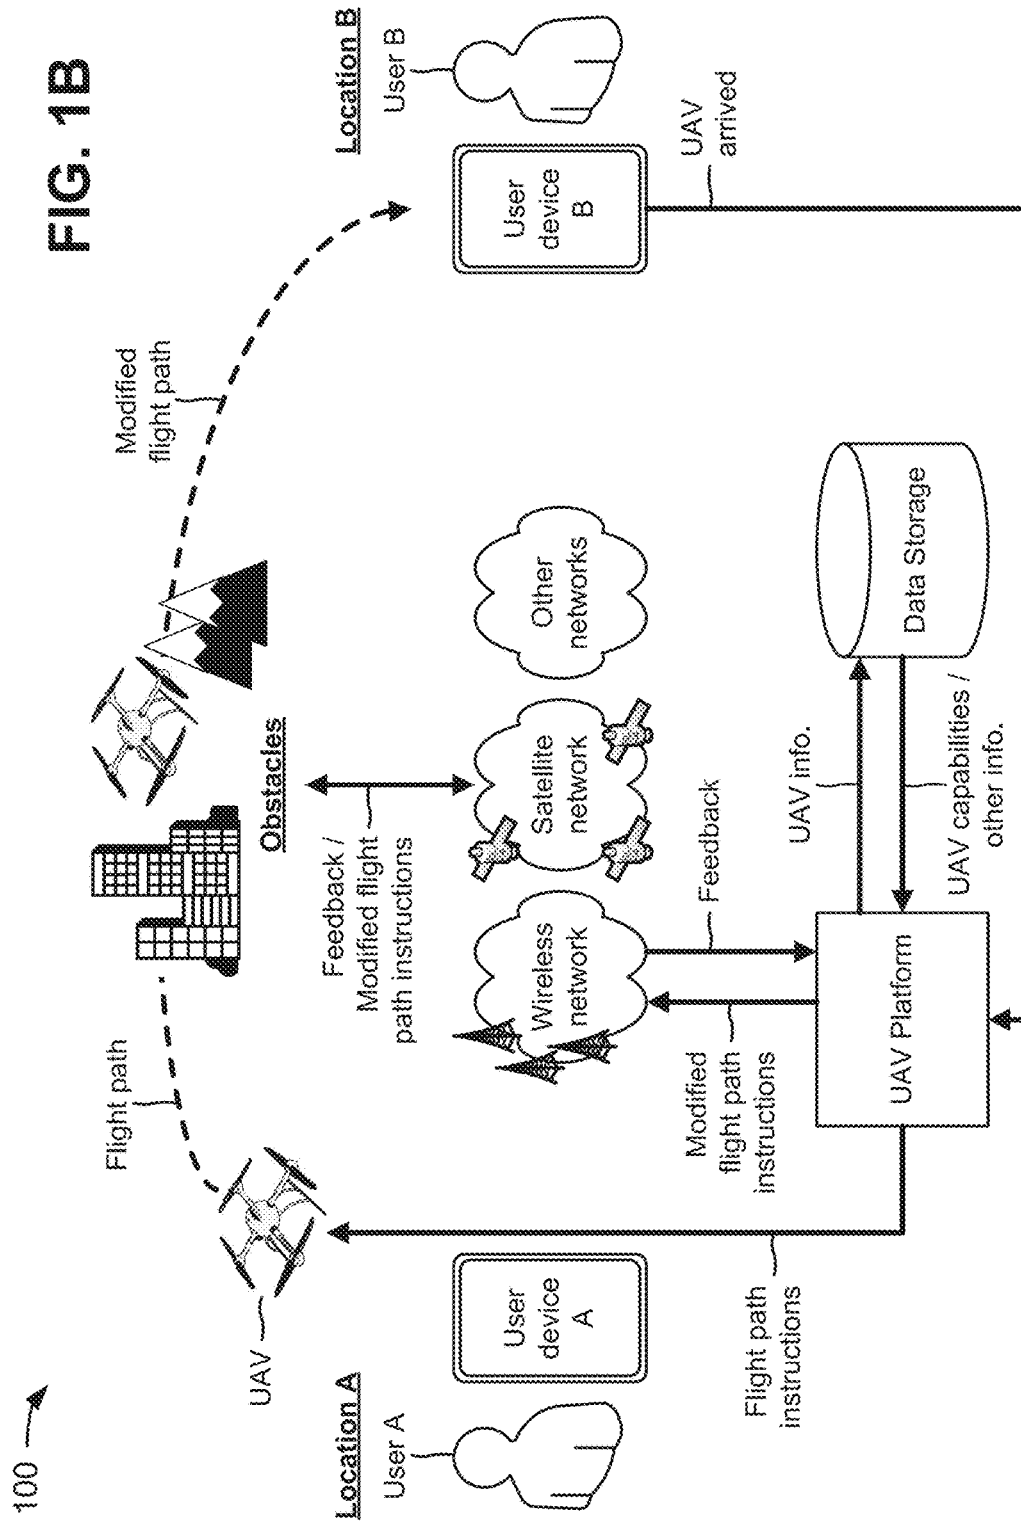 100
FIG. 1B
Flight path
Modified
flight path
UAV
Obstacles
Location A
User A
Location B
User B
Feedback /
Modified flight
path instructions
User
device
A
Wireless
network
Satellite
network
Other
networks
User
device
B
Flight path
instructions
Modified
flight path
instructions
Feedback
UAV
arrived
UAV info.
UAV Platform
Data Storage
UAV capabilities /
other info.